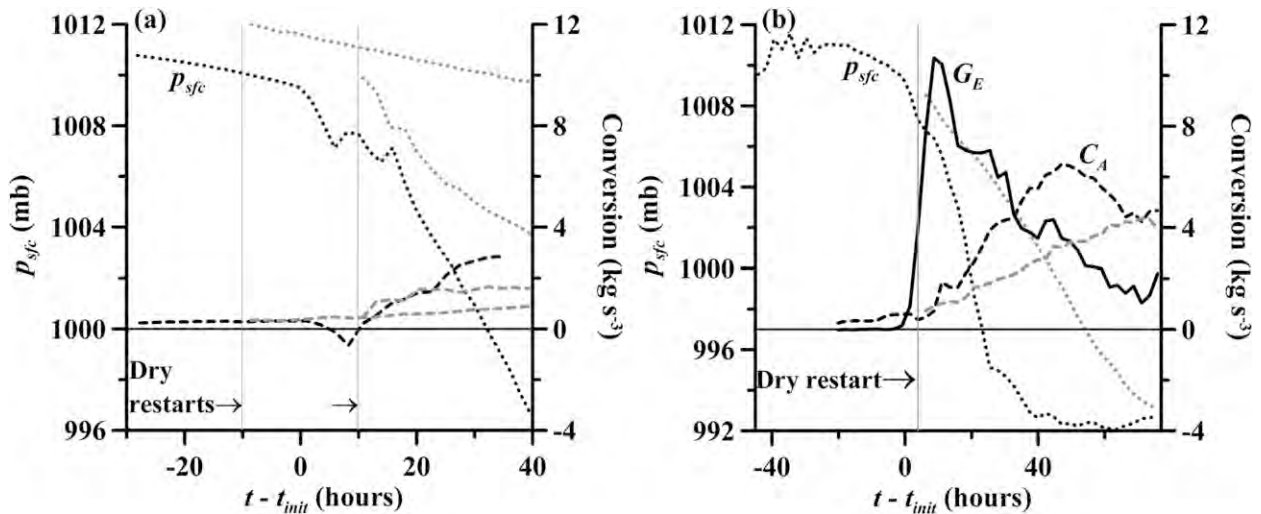 (a)
1012
1008
1004
1000
996
p_sfc (mb)
p_sfc
12
8
4
0
-4
Conversion (kg s⁻³)
Dry
restarts→ →
-20 0 20 40
t - t_init (hours)
(b)
1012
1008
1004
1000
996
992
p_sfc (mb)
p_sfc
G_E
C_A
12
8
4
0
-4
Conversion (kg s⁻³)
Dry restart→
-40 0 40
t - t_init (hours)